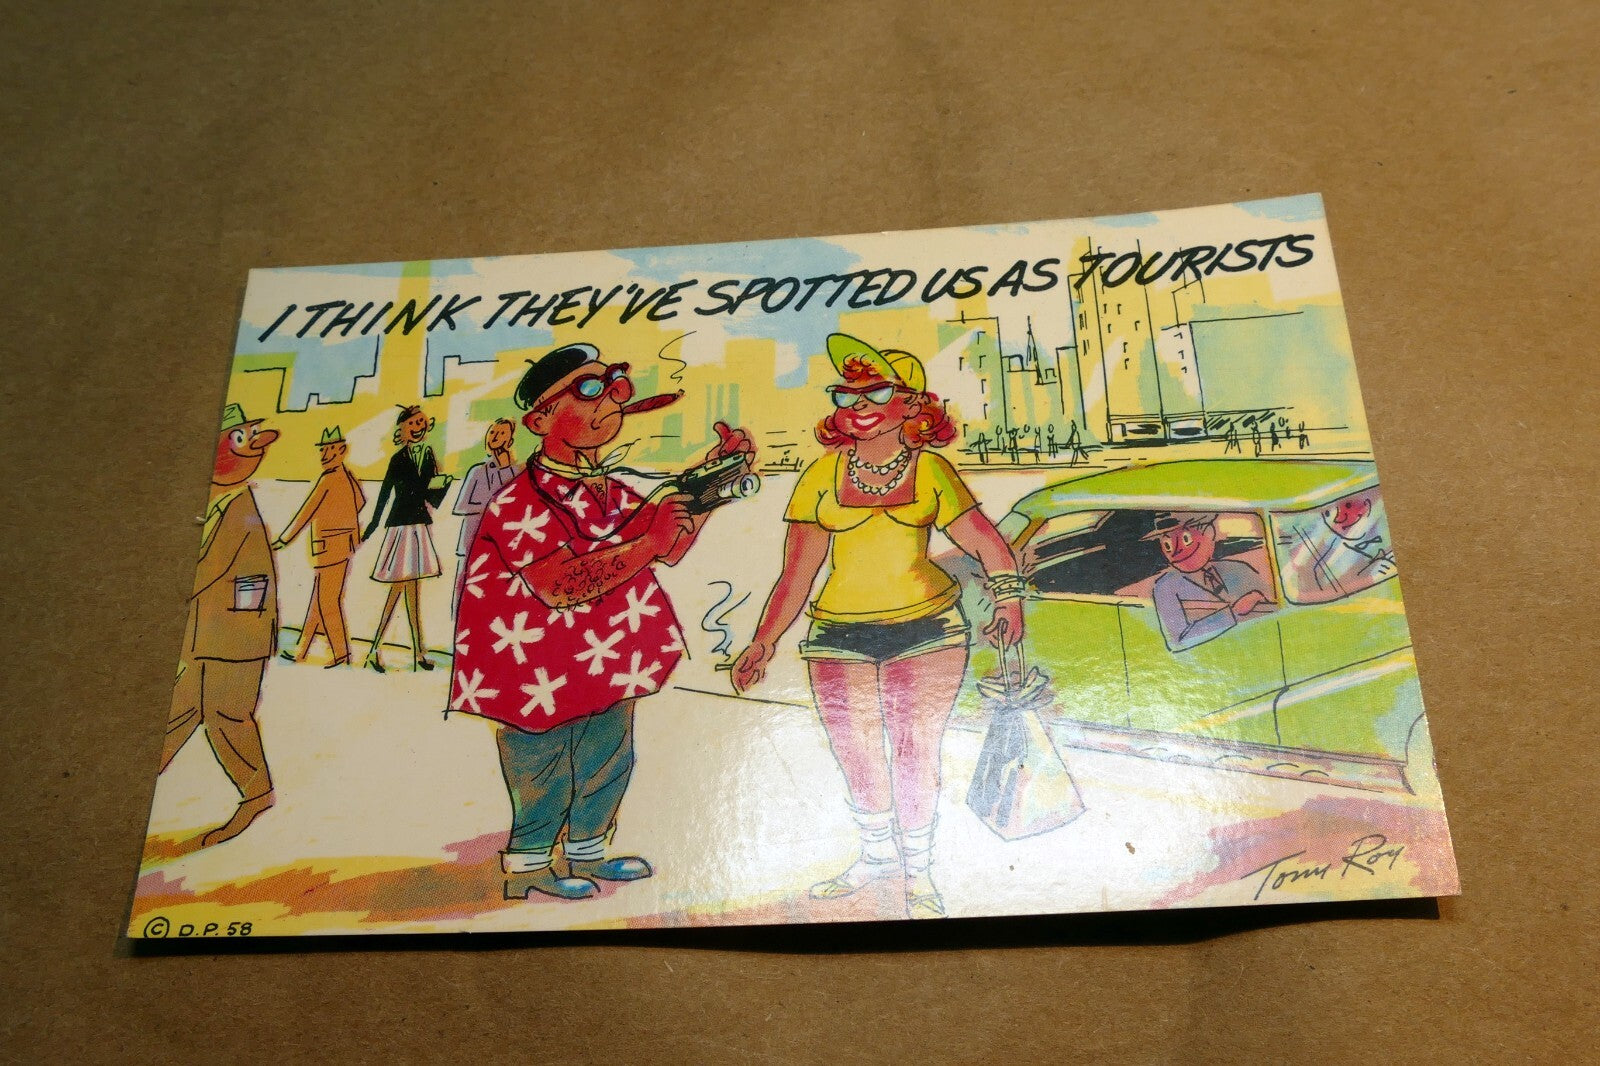 I THINK THEY'VE SPOTTED US AS TOURISTS
Tony Roy
© D.P. 58